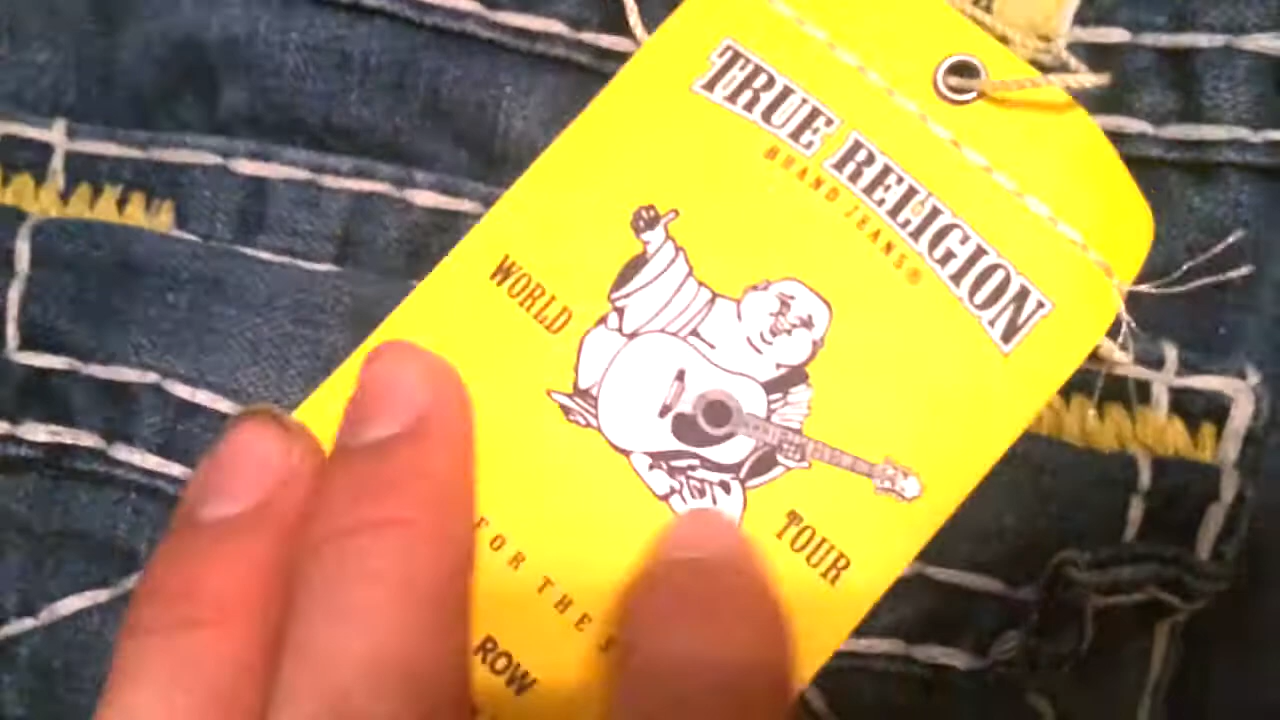 TRUE RELIGION
BRAND JEANS®
WORLD
TOUR
FOR THE S
ROW